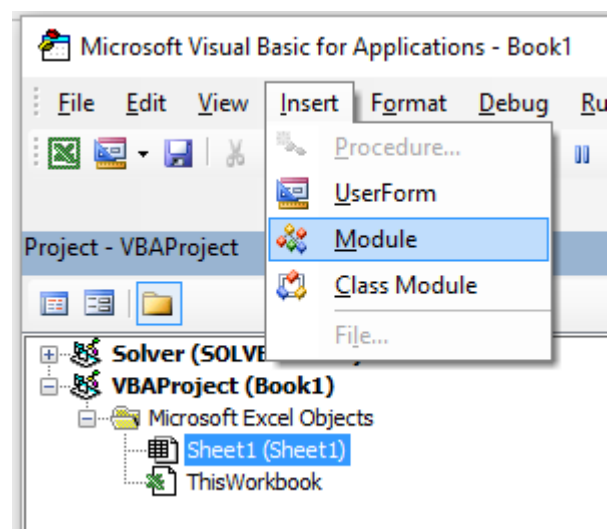 Microsoft Visual Basic for Applications - Book1
File Edit View Insert Format Debug
Procedure...
UserForm
Project - VBAProject
Module
Class Module
File...
Solver
VBAProject (Book1)
Microsoft Excel Objects
Sheet1 (Sheet1)
ThisWorkbook